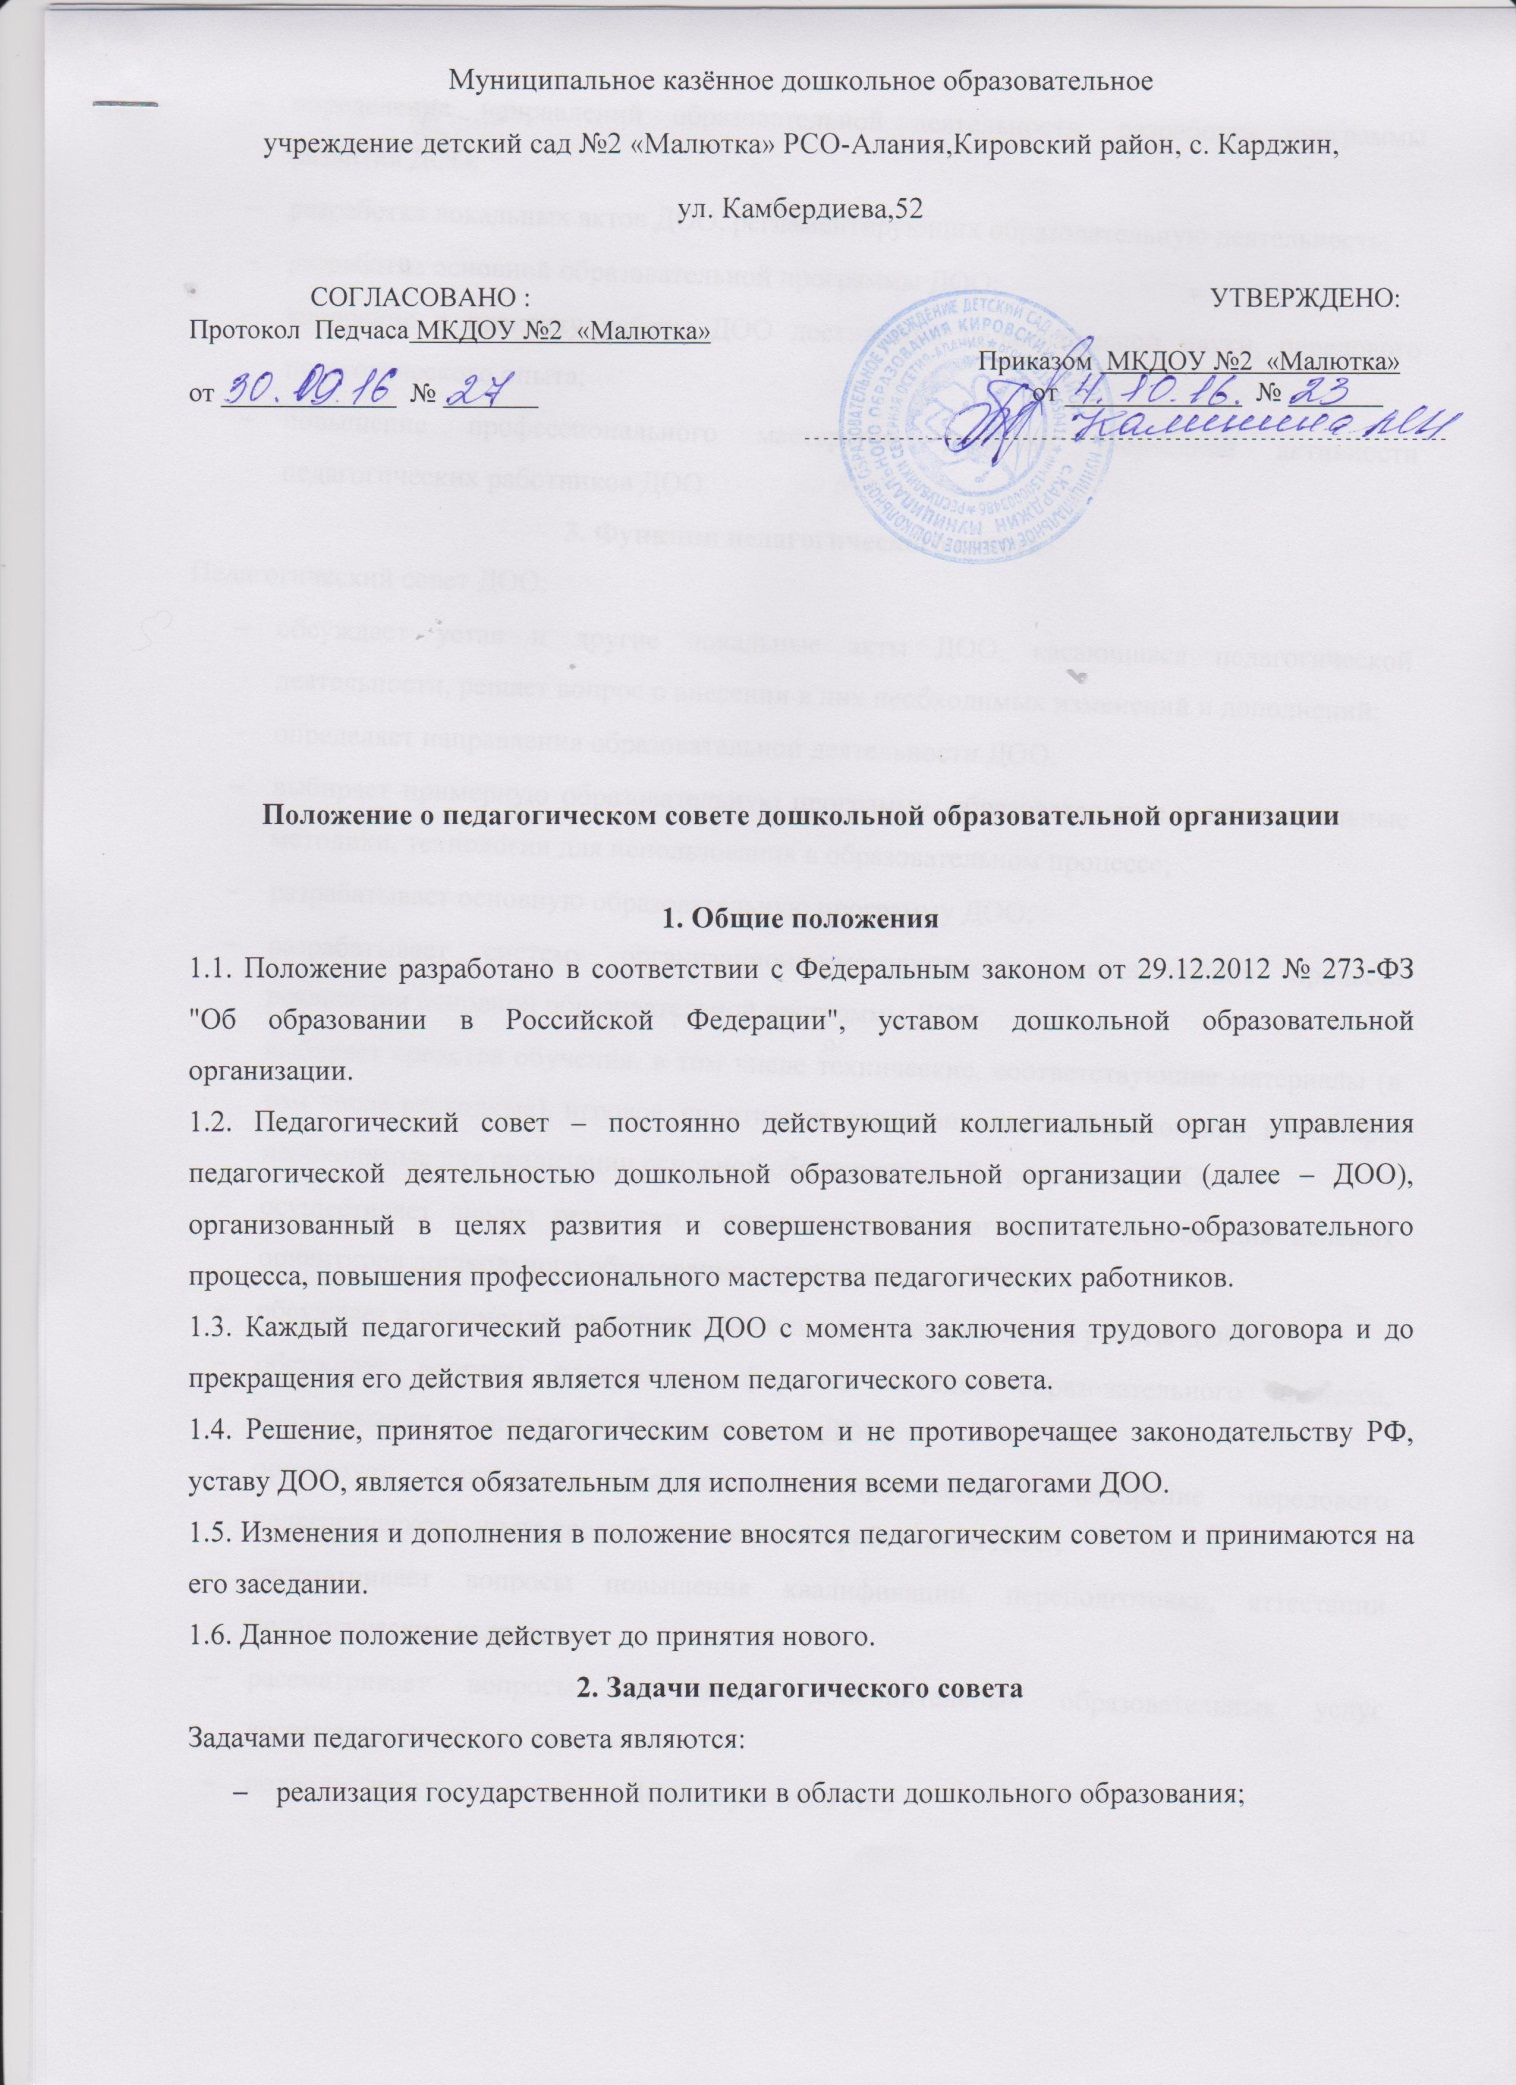 Муниципальное казённое дошкольное образовательное
учреждение детский сад №2 «Малютка» РСО-Алания,Кировский район, с. Карджин,
ул. Камбердиева,52
СОГЛАСОВАНО :
Протокол Педчаса МКДОУ №2 «Малютка»
от 30.09.16 № 27
УТВЕРЖДЕНО:
Приказом МКДОУ №2 «Малютка»
от 4.10.16. № 23
Калинина
Положение о педагогическом совете дошкольной образовательной организации
1. Общие положения
1.1. Положение разработано в соответствии с Федеральным законом от 29.12.2012 № 273-ФЗ
"Об образовании в Российской Федерации", уставом дошкольной образовательной
организации.
1.2. Педагогический совет – постоянно действующий коллегиальный орган управления
педагогической деятельностью дошкольной образовательной организации (далее – ДОО),
организованный в целях развития и совершенствования воспитательно-образовательного
процесса, повышения профессионального мастерства педагогических работников.
1.3. Каждый педагогический работник ДОО с момента заключения трудового договора и до
прекращения его действия является членом педагогического совета.
1.4. Решение, принятое педагогическим советом и не противоречащее законодательству РФ,
уставу ДОО, является обязательным для исполнения всеми педагогами ДОО.
1.5. Изменения и дополнения в положение вносятся педагогическим советом и принимаются на
его заседании.
1.6. Данное положение действует до принятия нового.
2. Задачи педагогического совета
Задачами педагогического совета являются:
– реализация государственной политики в области дошкольного образования;